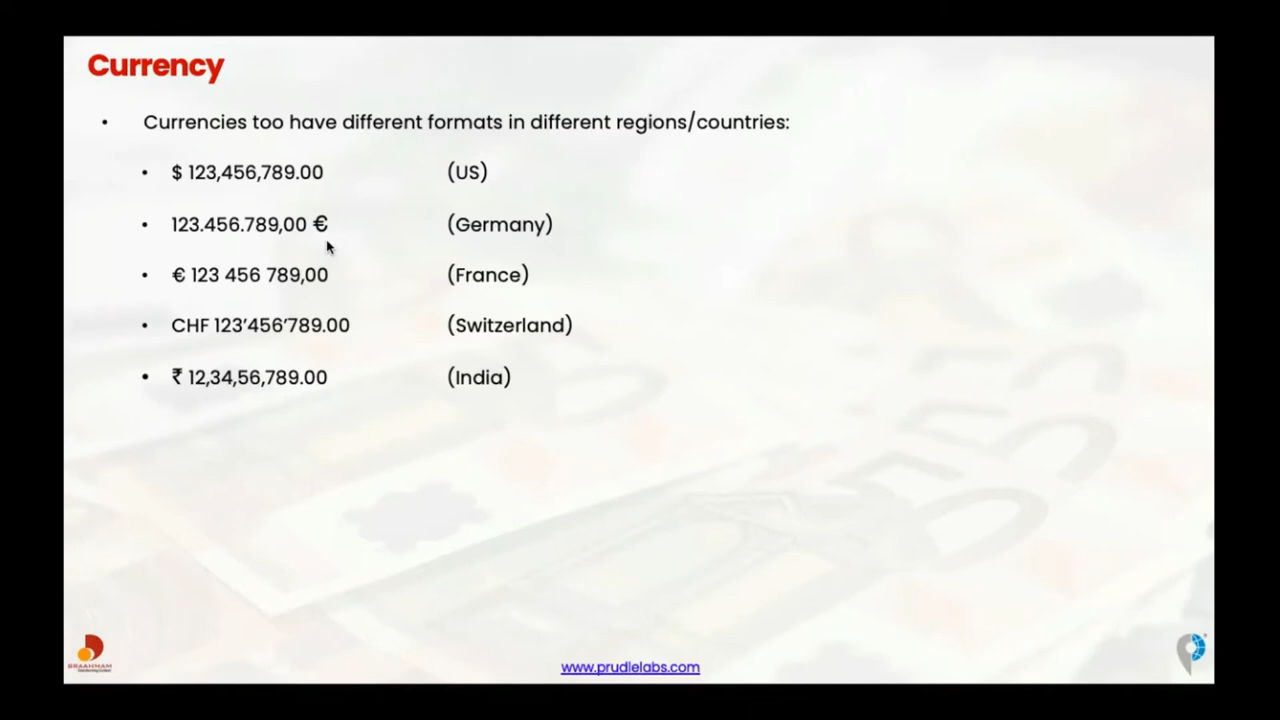 Currency
• Currencies too have different formats in different regions/countries:
• $ 123,456,789.00 (US)
• 123.456.789,00 € (Germany)
• € 123 456 789,00 (France)
• CHF 123’456’789.00 (Switzerland)
• ₹ 12,34,56,789.00 (India)
BRAAHMAM
www.prudlelabs.com